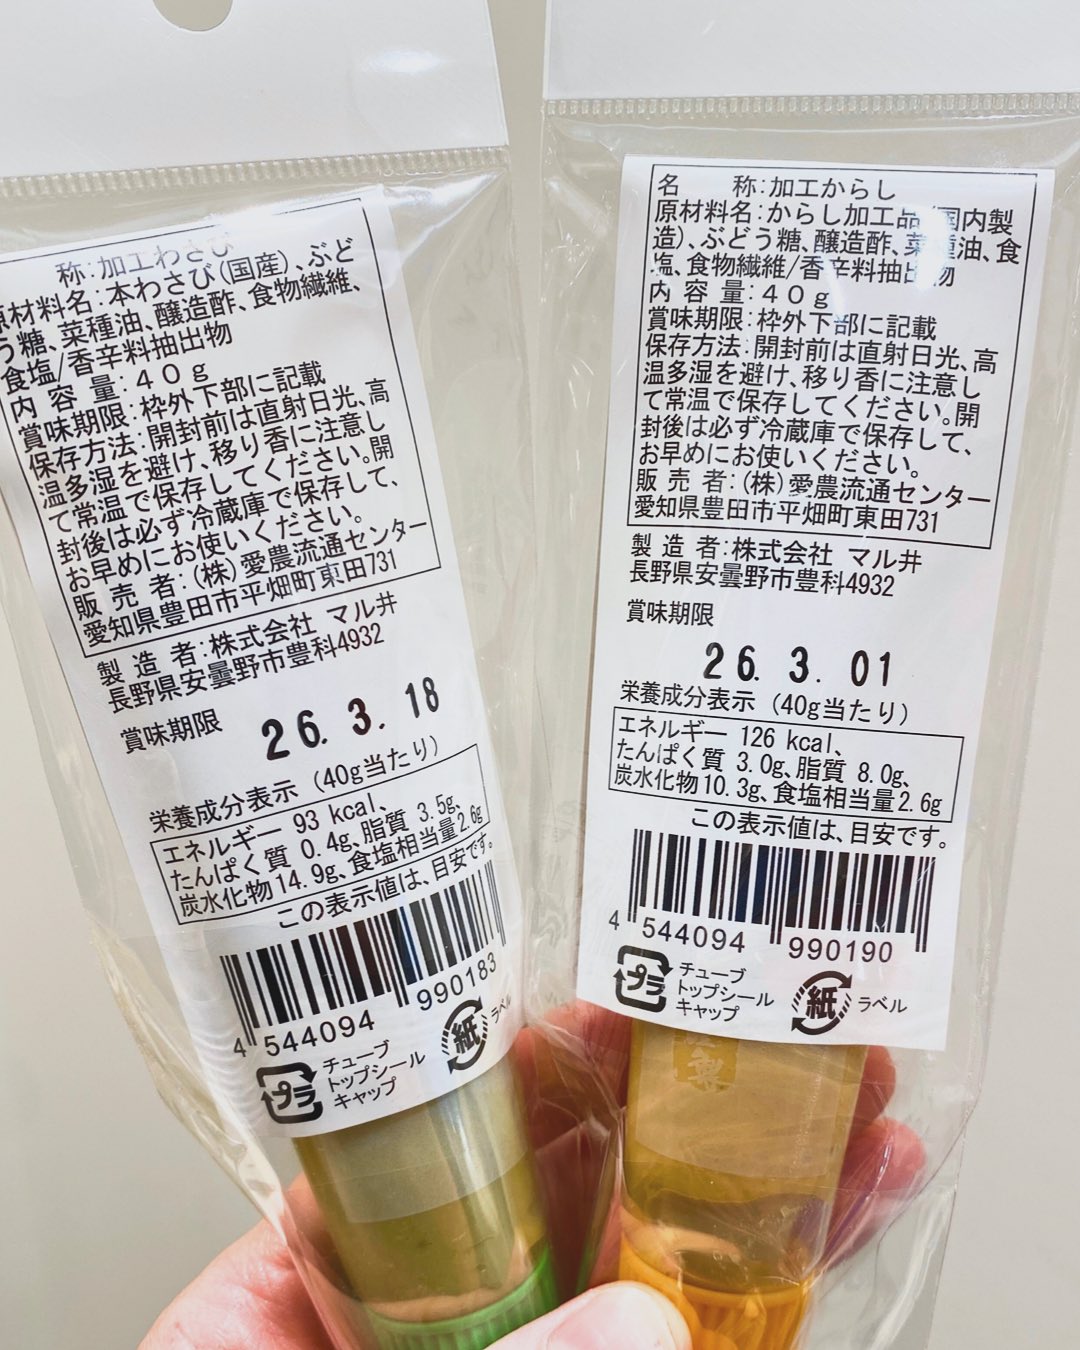 称:加工わさび
原材料名:本わさび(国産)、ぶど
う糖、菜種油、醸造酢、食物繊維、
食塩/香辛料抽出物
内 容 量:40g
賞味期限:枠外下部に記載
保存方法:開封前は直射日光、高
温多湿を避け、移り香に注意し
て常温で保存してください。開
封後は必ず冷蔵庫で保存して、
お早めにお使いください。
販 売 者:(株)愛農流通センター
愛知県豊田市平畑町東田731
製 造 者:株式会社 マル井
長野県安曇野市豊科4932
賞味期限 26.3.18
栄養成分表示 (40g当たり)
エネルギー 93 kcal、
たんぱく質 0.4g、脂質 3.5g、
炭水化物14.9g、食塩相当量2.6g
この表示値は、目安です。
4 544094 990183
プラ チューブ
トップシール
キャップ
紙 ラベル
名 称:加工からし
原材料名:からし加工品(国内製
造)、ぶどう糖、醸造酢、菜種油、食
塩、食物繊維/香辛料抽出物
内 容 量:40g
賞味期限:枠外下部に記載
保存方法:開封前は直射日光、高
温多湿を避け、移り香に注意し
て常温で保存してください。開
封後は必ず冷蔵庫で保存して、
お早めにお使いください。
販 売 者:(株)愛農流通センター
愛知県豊田市平畑町東田731
製 造 者:株式会社 マル井
長野県安曇野市豊科4932
賞味期限
26.3.01
栄養成分表示 (40g当たり)
エネルギー 126 kcal、
たんぱく質 3.0g、脂質 8.0g、
炭水化物10.3g、食塩相当量2.6g
この表示値は、目安です。
4 544094 990190
プラ チューブ
トップシール
キャップ
紙 ラベル